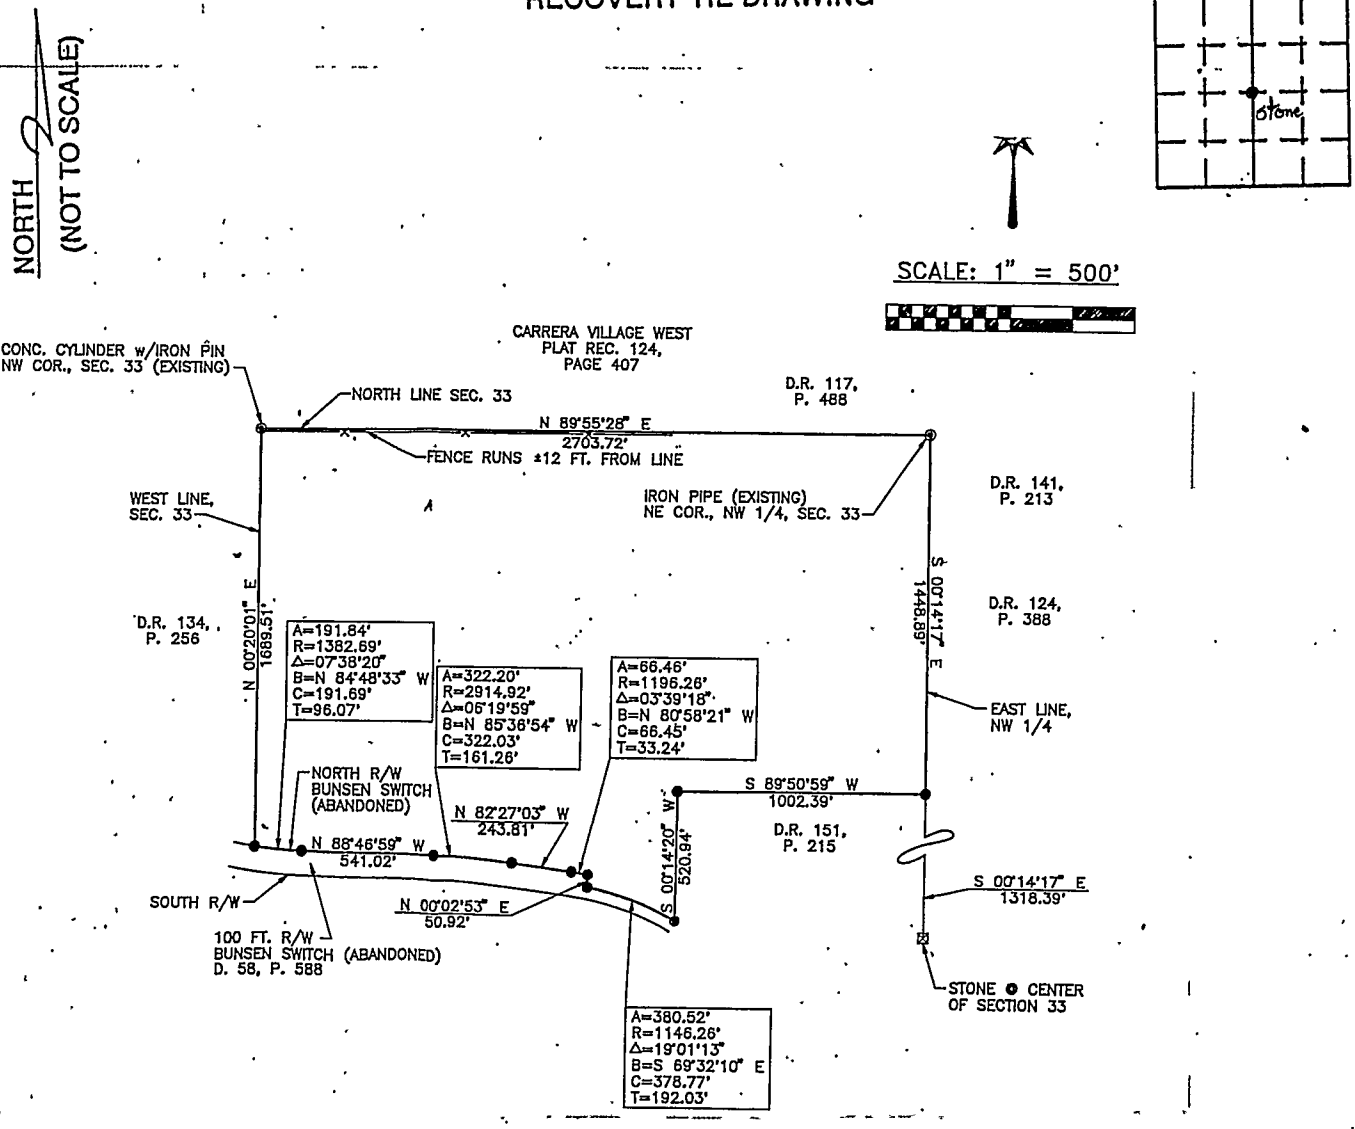 RECOVERY TIE DRAWING
NORTH
(NOT TO SCALE)
stone
SCALE: 1" = 500'
CONC. CYLINDER w/IRON PIN
NW COR., SEC. 33 (EXISTING)
CARRERA VILLAGE WEST
PLAT REC. 124,
PAGE 407
D.R. 117,
P. 488
NORTH LINE SEC. 33
N 89°55'28" E
2703.72'
FENCE RUNS ±12 FT. FROM LINE
WEST LINE,
SEC. 33
IRON PIPE (EXISTING)
NE COR., NW 1/4, SEC. 33
D.R. 141,
P. 213
A
S 00°14'17" E
1448.89'
N 00°20'01" E
1689.51'
D.R. 134,
P. 256
D.R. 124,
P. 388
A=191.84'
R=1382.69'
Δ=07°38'20"
B=N 84°48'33" W
C=191.69'
T=96.07'
A=322.20'
R=2914.92'
Δ=06°19'59"
B=N 85°36'54" W
C=322.03'
T=161.26'
A=66.46'
R=1196.26'
Δ=03°39'18"
B=N 80°58'21" W
C=66.45'
T=33.24'
EAST LINE,
NW 1/4
NORTH R/W
BUNSEN SWITCH
(ABANDONED)
N 82°27'03" W
243.81'
S 89°50'59" W
1002.39'
D.R. 151,
P. 215
S 00°14'20" W
520.94'
N 88°46'59" W
541.02'
SOUTH R/W
N 00°02'53" E
50.92'
S 00°14'17" E
1318.39'
100 FT. R/W
BUNSEN SWITCH (ABANDONED)
D. 58, P. 588
STONE @ CENTER
OF SECTION 33
A=380.52'
R=1146.26'
Δ=19°01'13"
B=S 69°32'10" E
C=378.77'
T=192.03'